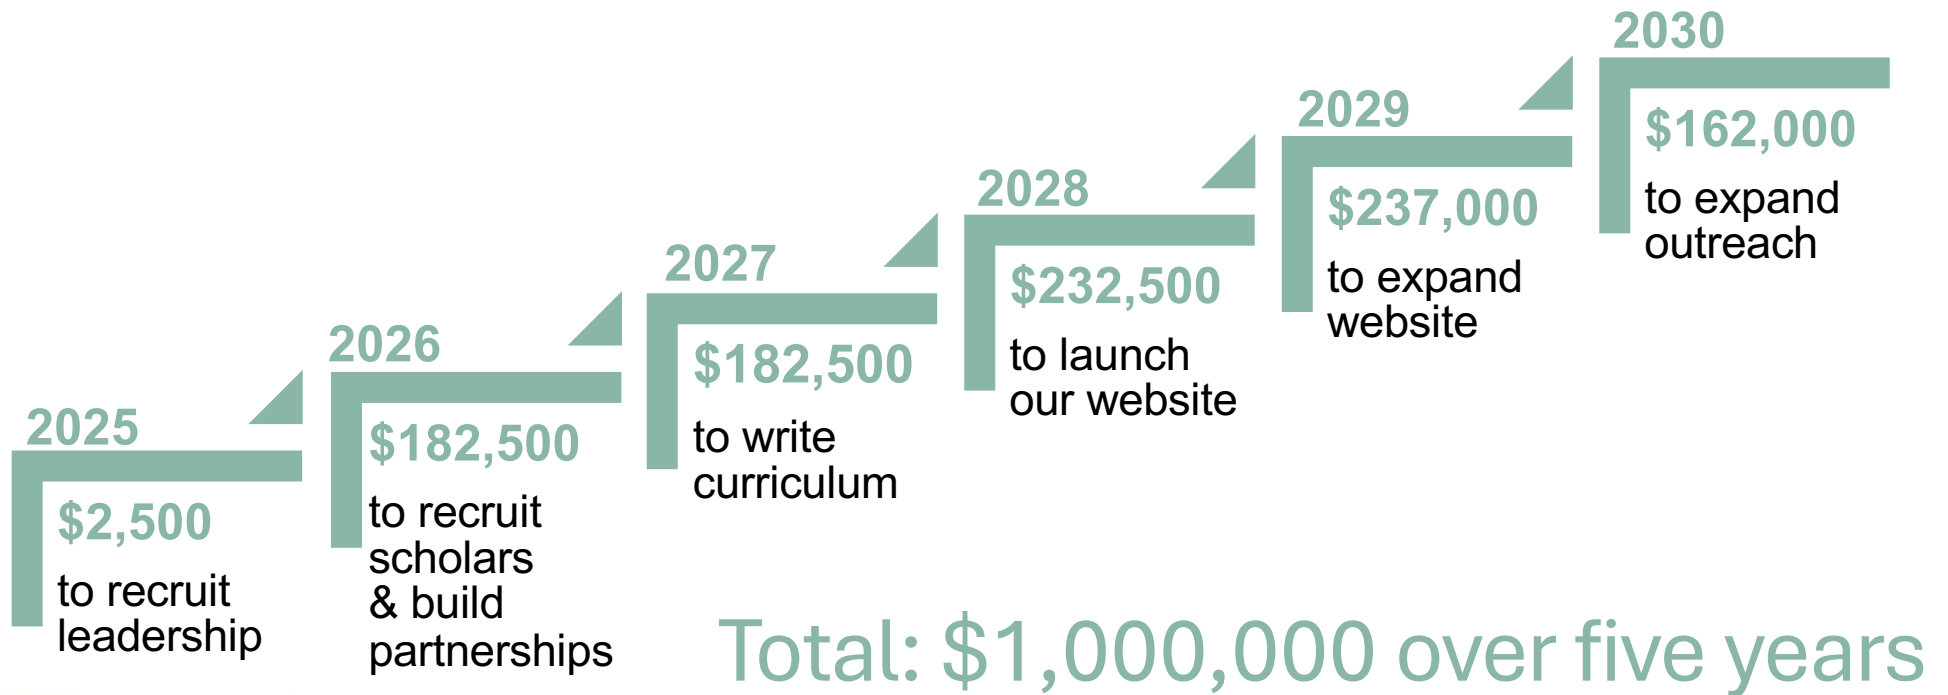 2025
$2,500
to recruit
leadership
2026
$182,500
to recruit
scholars
& build
partnerships
2027
$182,500
to write
curriculum
2028
$232,500
to launch
our website
2029
$237,000
to expand
website
2030
$162,000
to expand
outreach
Total: $1,000,000 over five years